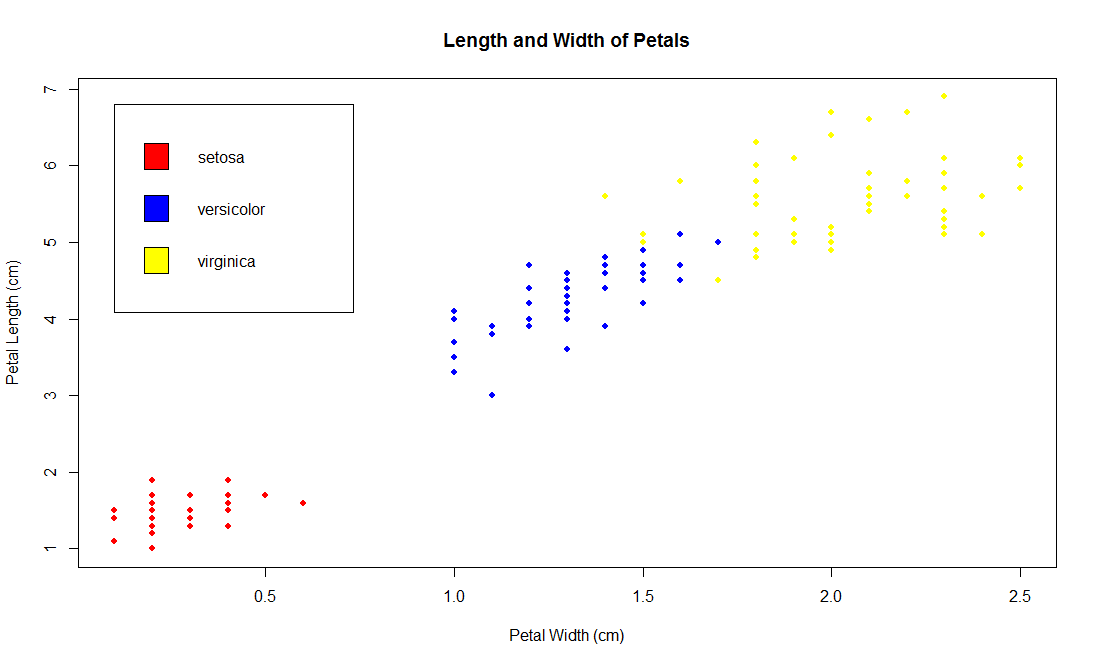 Length and Width of Petals
Petal Length (cm)
7
6
5
4
3
2
1
setosa
versicolor
virginica
0.5 1.0 1.5 2.0 2.5
Petal Width (cm)